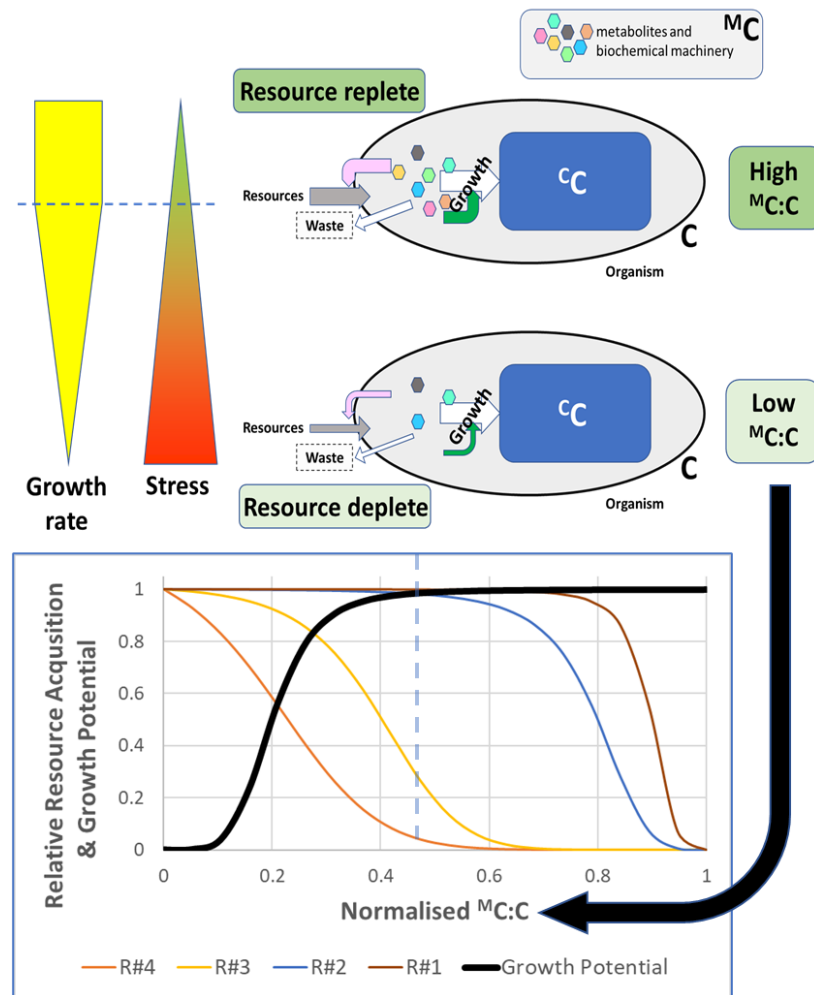 metabolites and
biochemical machinery
ᴹC
Resource replete
Resources
Waste
Growth
ᶜC
C
Organism
High
ᴹC:C
Resources
Waste
Growth
ᶜC
C
Organism
Low
ᴹC:C
Growth
rate
Stress
Resource deplete
Relative Resource Acqusition
& Growth Potential
1
0.8
0.6
0.4
0.2
0
0
0.2
0.4
0.6
0.8
1
Normalised ᴹC:C
R#4
R#3
R#2
R#1
Growth Potential